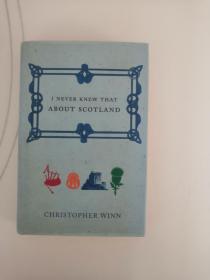 I NEVER KNEW THAT
ABOUT SCOTLAND
CHRISTOPHER WINN